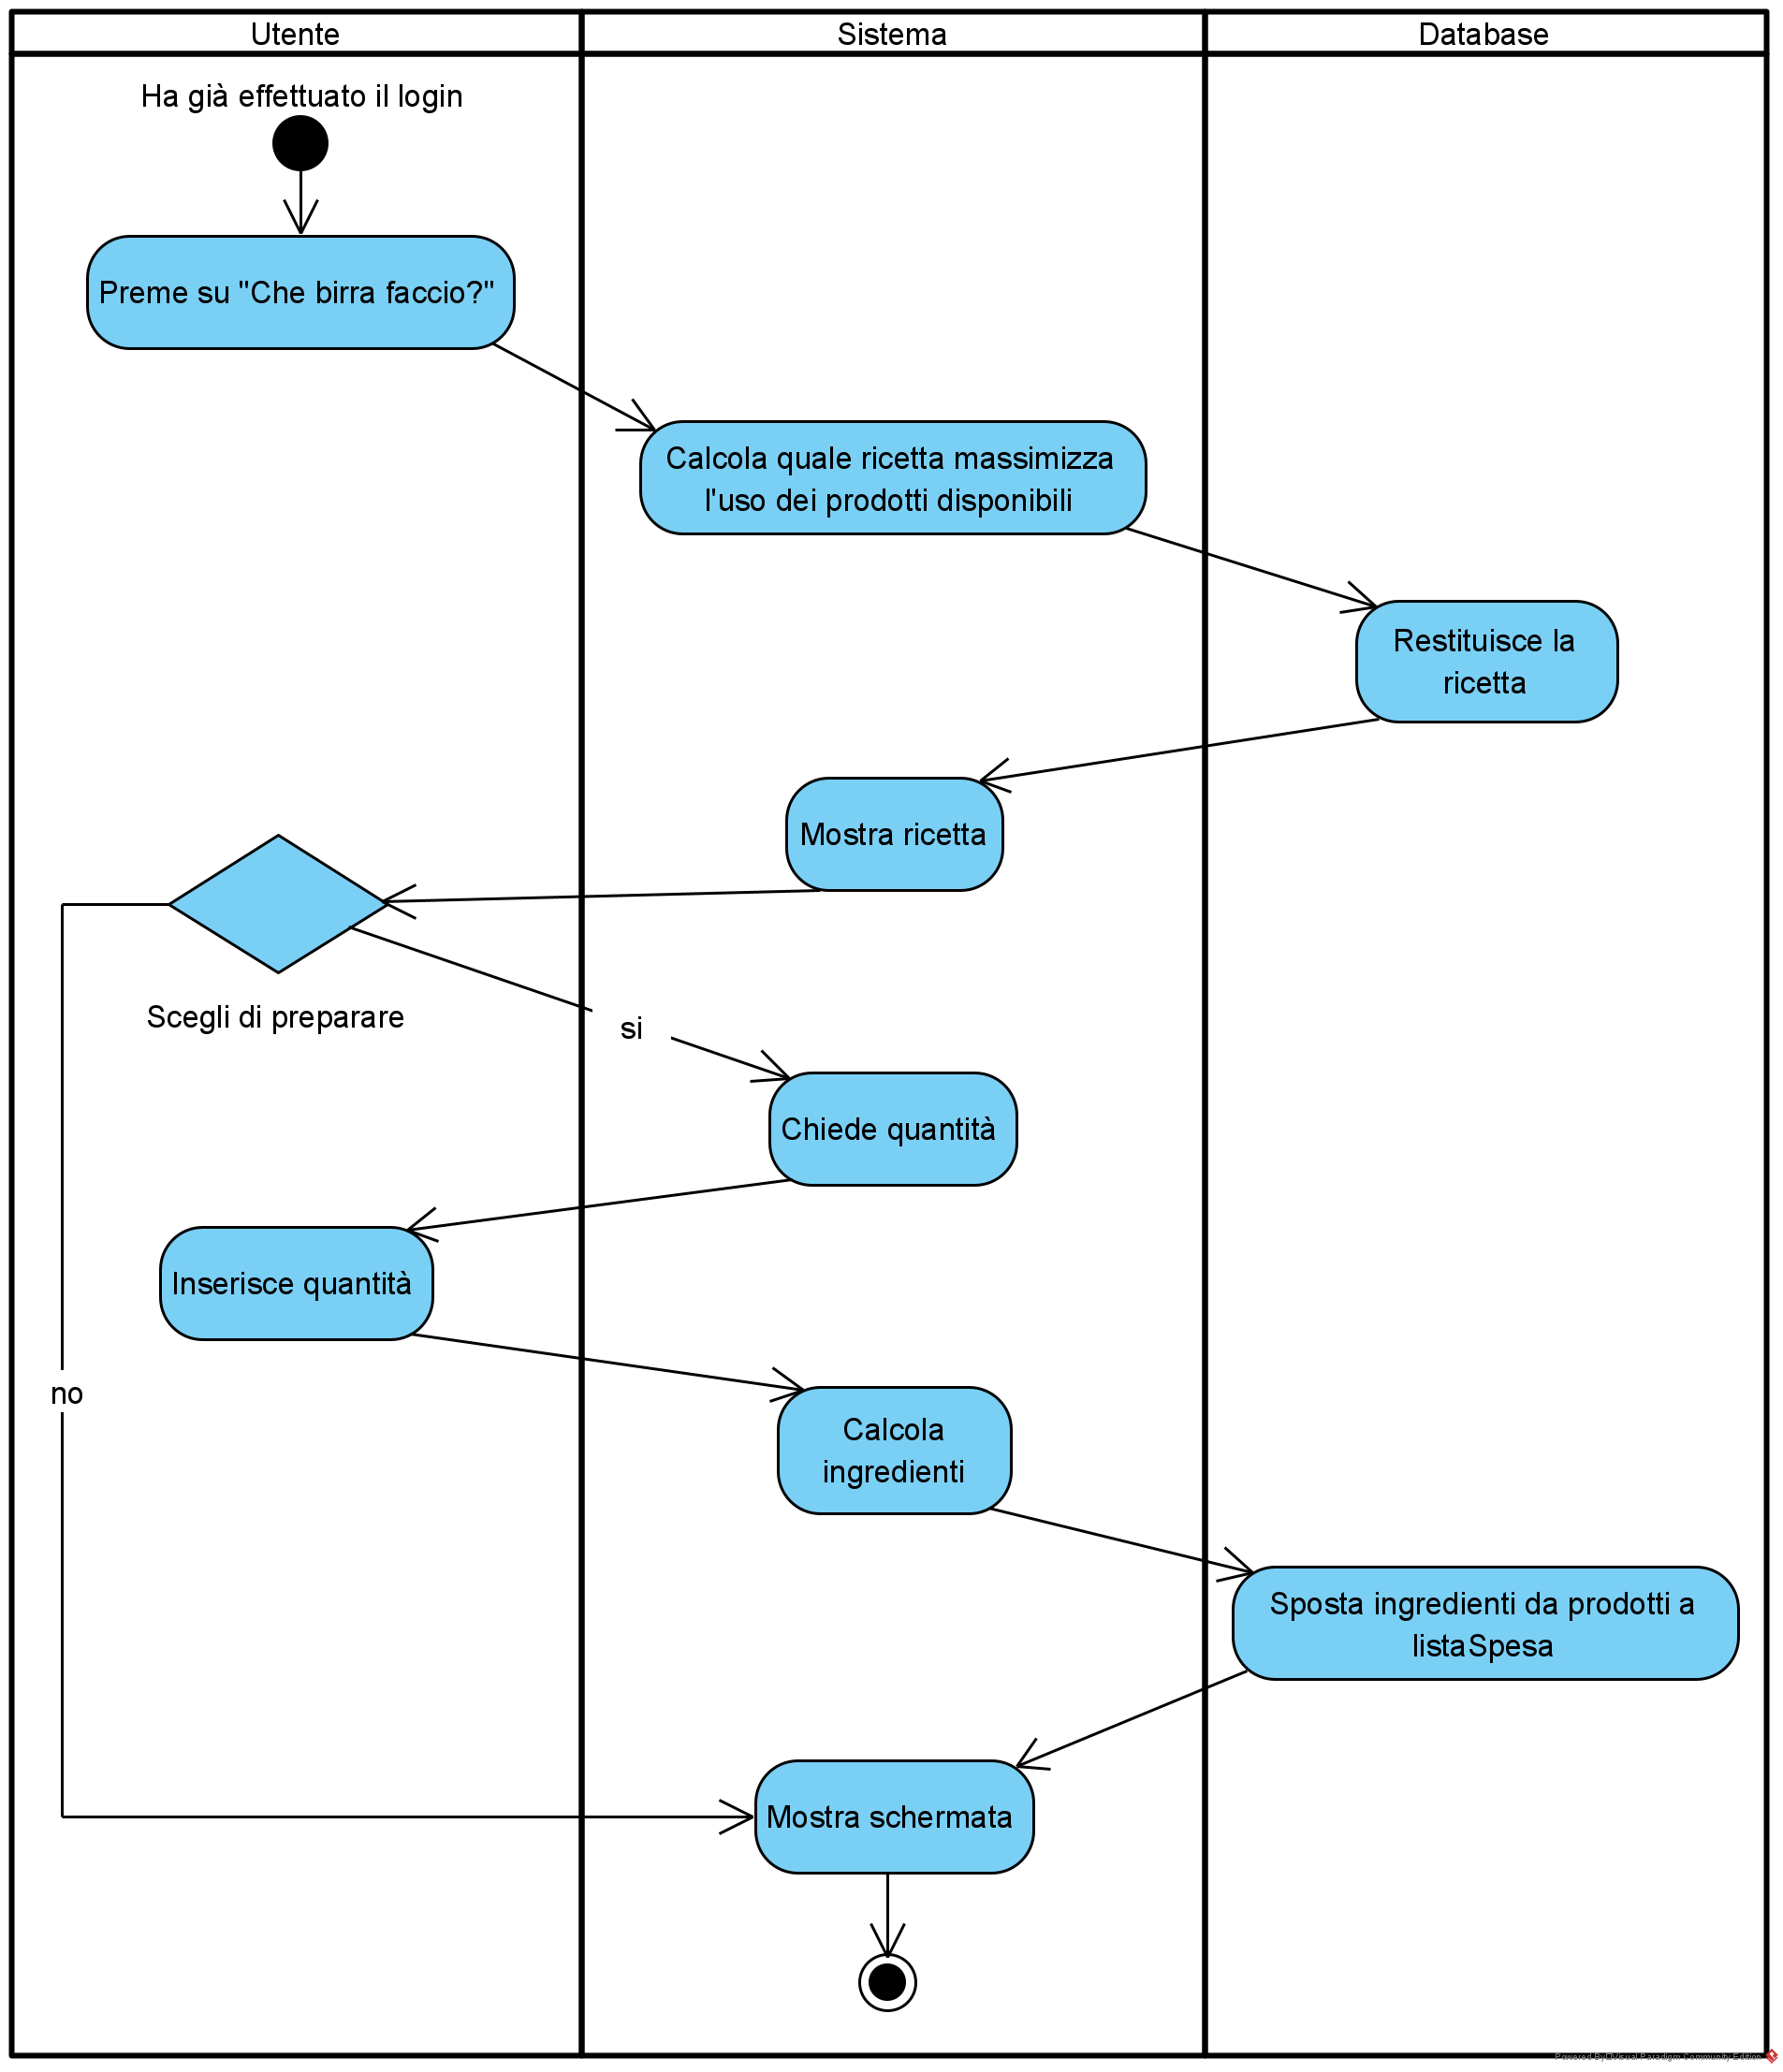 Utente
Sistema
Database
Ha già effettuato il login
Preme su "Che birra faccio?"
Calcola quale ricetta massimizza
l'uso dei prodotti disponibili
Restituisce la
ricetta
Mostra ricetta
Scegli di preparare
si
Chiede quantità
Inserisce quantità
no
Calcola
ingredienti
Sposta ingredienti da prodotti a
listaSpesa
Mostra schermata
Powered By Visual Paradigm Community Edition